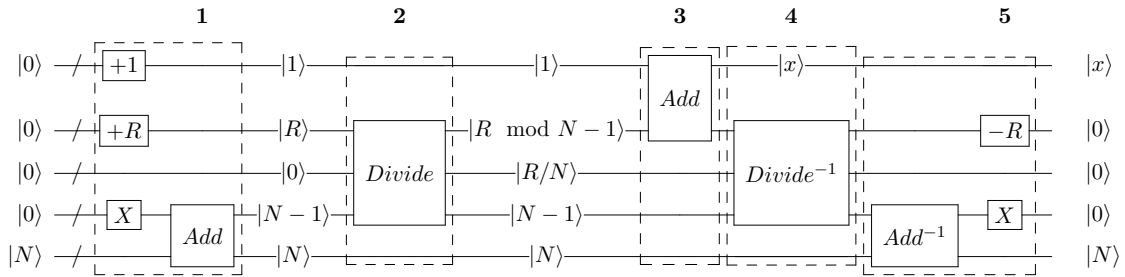 1 2 3 4 5
|0⟩ +1 |1⟩ |1⟩ |x⟩ |x⟩
Add
|0⟩ +R |R⟩ |R mod N − 1⟩ −R |0⟩
|0⟩ |0⟩ Divide |R/N⟩ Divide⁻¹ |0⟩
|0⟩ X |N − 1⟩ |N − 1⟩ X |0⟩
Add Add⁻¹
|N⟩ |N⟩ |N⟩ |N⟩